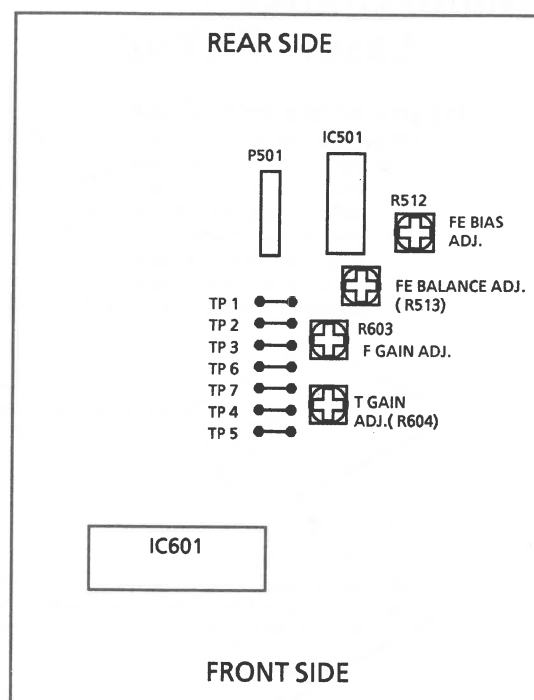 REAR SIDE
IC501
P501
R512
FE BIAS
ADJ.
FE BALANCE ADJ.
( R513)
TP 1
TP 2
R603
TP 3
F GAIN ADJ.
TP 6
TP 7
T GAIN
TP 4
ADJ.( R604)
TP 5
IC601
FRONT SIDE